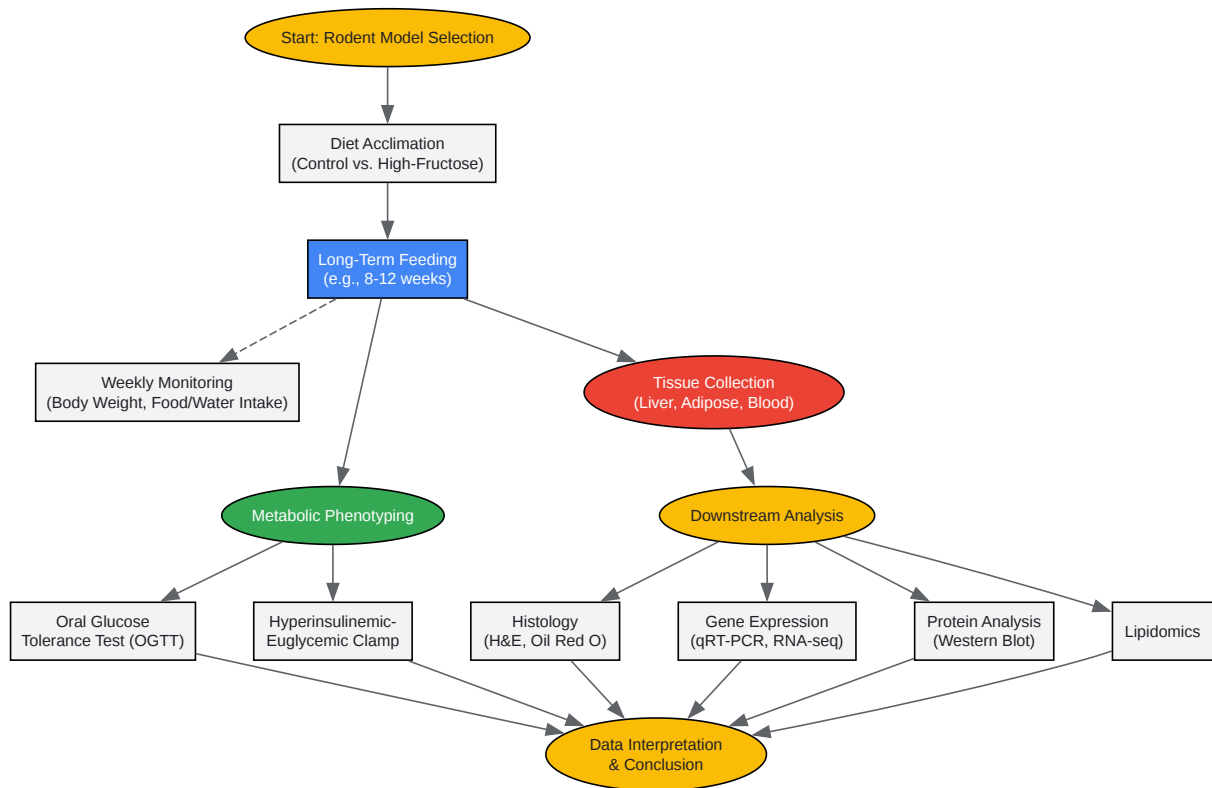 Start: Rodent Model Selection
Diet Acclimation
(Control vs. High-Fructose)
Long-Term Feeding
(e.g., 8-12 weeks)
Weekly Monitoring
(Body Weight, Food/Water Intake)
Tissue Collection
(Liver, Adipose, Blood)
Metabolic Phenotyping
Downstream Analysis
Oral Glucose
Tolerance Test (OGTT)
Hyperinsulinemic-
Euglycemic Clamp
Histology
(H&E, Oil Red O)
Gene Expression
(qRT-PCR, RNA-seq)
Protein Analysis
(Western Blot)
Lipidomics
Data Interpretation
& Conclusion